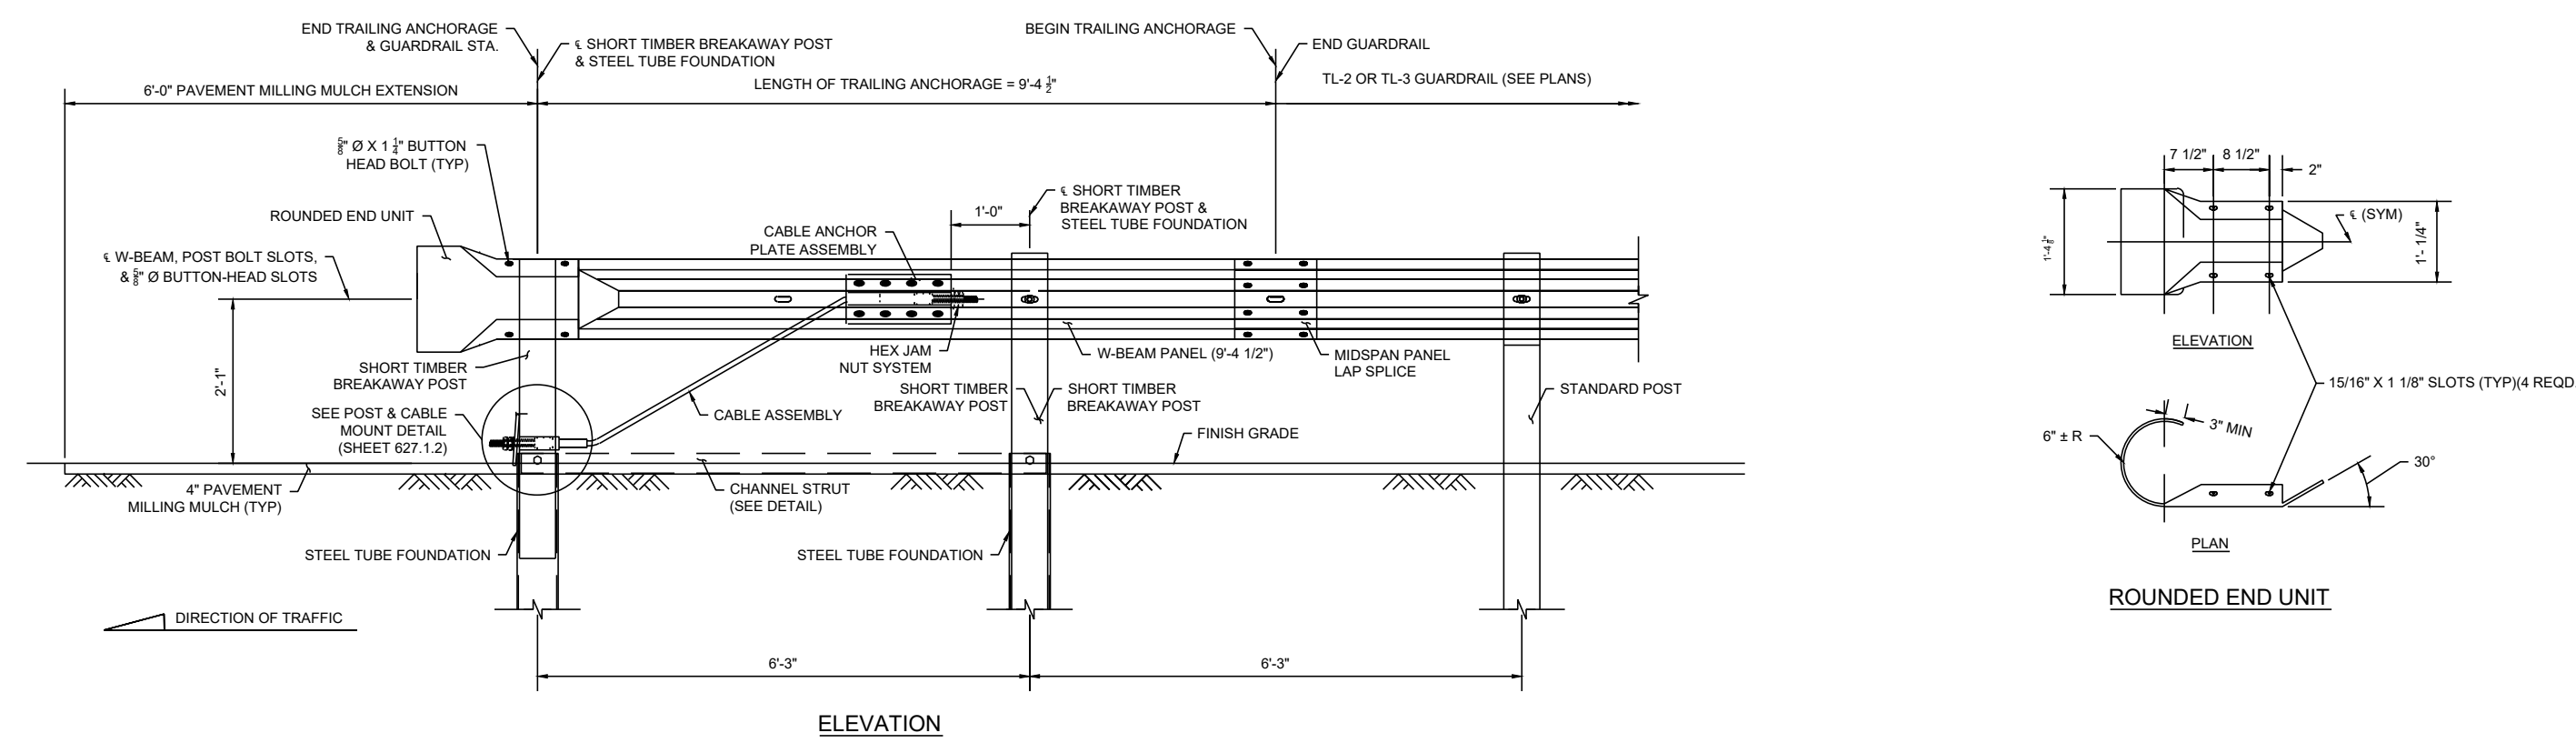 END TRAILING ANCHORAGE
& GUARDRAIL STA.
℄ SHORT TIMBER BREAKAWAY POST
& STEEL TUBE FOUNDATION
BEGIN TRAILING ANCHORAGE
END GUARDRAIL
6'-0" PAVEMENT MILLING MULCH EXTENSION
LENGTH OF TRAILING ANCHORAGE = 9'-4 1/2"
TL-2 OR TL-3 GUARDRAIL (SEE PLANS)
5/8" Ø X 1 1/4" BUTTON
HEAD BOLT (TYP)
ROUNDED END UNIT
℄ W-BEAM, POST BOLT SLOTS,
& 5/8" Ø BUTTON-HEAD SLOTS
CABLE ANCHOR
PLATE ASSEMBLY
1'-0"
℄ SHORT TIMBER
BREAKAWAY POST &
STEEL TUBE FOUNDATION
2'-1"
SHORT TIMBER
BREAKAWAY POST
HEX JAM
NUT SYSTEM
W-BEAM PANEL (9'-4 1/2")
MIDSPAN PANEL
LAP SPLICE
SEE POST & CABLE
MOUNT DETAIL
(SHEET 627.1.2)
CABLE ASSEMBLY
SHORT TIMBER
BREAKAWAY POST
SHORT TIMBER
BREAKAWAY POST
STANDARD POST
FINISH GRADE
4" PAVEMENT
MILLING MULCH (TYP)
CHANNEL STRUT
(SEE DETAIL)
STEEL TUBE FOUNDATION
STEEL TUBE FOUNDATION
DIRECTION OF TRAFFIC
6'-3"
6'-3"
ELEVATION
7 1/2"
8 1/2"
2"
℄ (SYM)
1'-4 1/8"
1'- 1/4"
ELEVATION
15/16" X 1 1/8" SLOTS (TYP)(4 REQD.
6" ± R
3" MIN
30°
PLAN
ROUNDED END UNIT